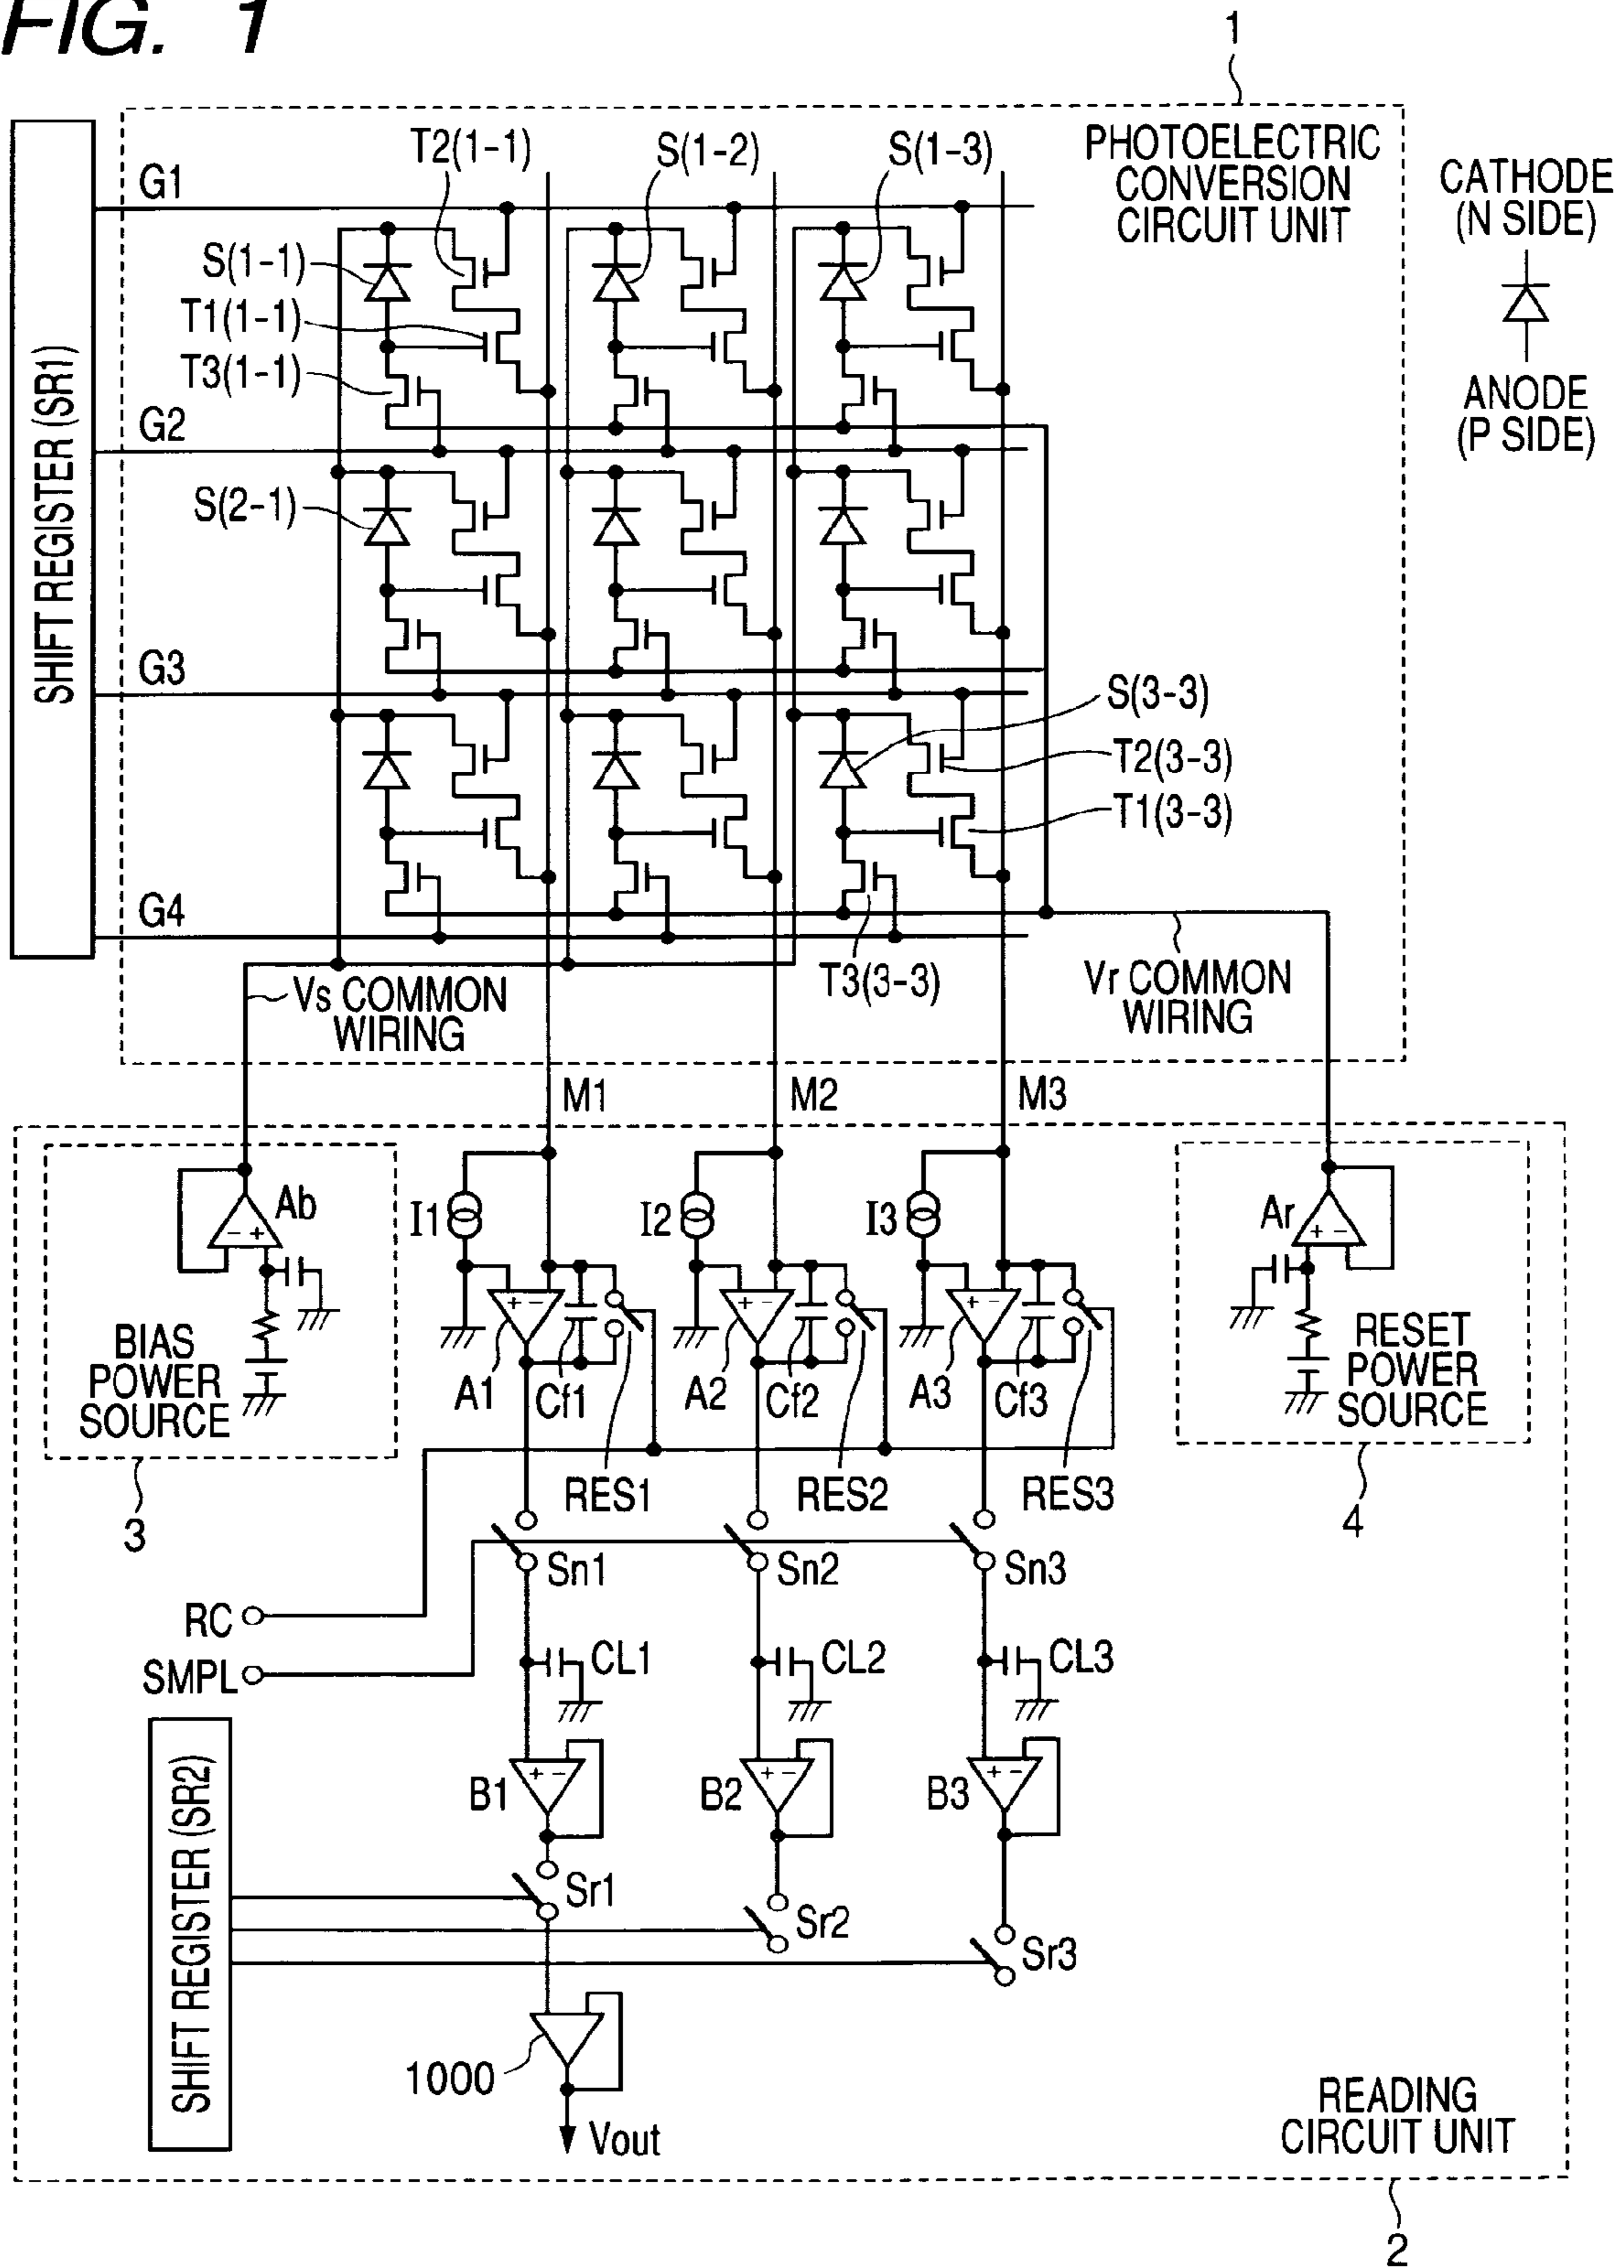 FIG. 1
1
PHOTOELECTRIC
CONVERSION
CIRCUIT UNIT
CATHODE
(N SIDE)
ANODE
(P SIDE)
T2(1-1)
S(1-2)
S(1-3)
G1
S(1-1)
T1(1-1)
T3(1-1)
SHIFT REGISTER (SR1)
G2
S(2-1)
G3
S(3-3)
T2(3-3)
T1(3-3)
G4
T3(3-3)
Vs COMMON
WIRING
Vr COMMON
WIRING
M1
M2
M3
Ab
- +
I1
I2
I3
Ar
+ -
+ -
+ -
+ -
BIAS
POWER
SOURCE
A1
Cf1
A2
Cf2
A3
Cf3
RESET
POWER
SOURCE
3
RES1
RES2
RES3
4
Sn1
Sn2
Sn3
RC
SMPL
CL1
CL2
CL3
SHIFT REGISTER (SR2)
B1
+ -
B2
+ -
B3
+ -
Sr1
Sr2
Sr3
1000
Vout
READING
CIRCUIT UNIT
2